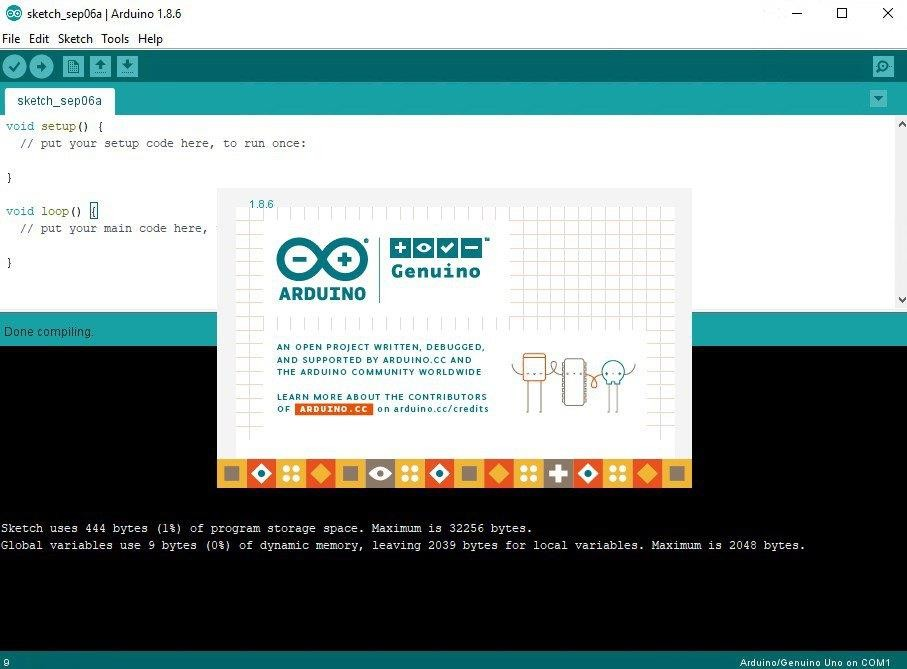 sketch_sep06a | Arduino 1.8.6
File Edit Sketch Tools Help
sketch_sep06a
void setup() {
// put your setup code here, to run once:
}
void loop() {
// put your main code here,
}
1.8.6
ARDUINO
Genuino™
AN OPEN PROJECT WRITTEN, DEBUGGED,
AND SUPPORTED BY ARDUINO.CC AND
THE ARDUINO COMMUNITY WORLDWIDE
LEARN MORE ABOUT THE CONTRIBUTORS
OF ARDUINO.CC on arduino.cc/credits
Done compiling.
Sketch uses 444 bytes (1%) of program storage space. Maximum is 32256 bytes.
Global variables use 9 bytes (0%) of dynamic memory, leaving 2039 bytes for local variables. Maximum is 2048 bytes.
9
Arduino/Genuino Uno on COM1